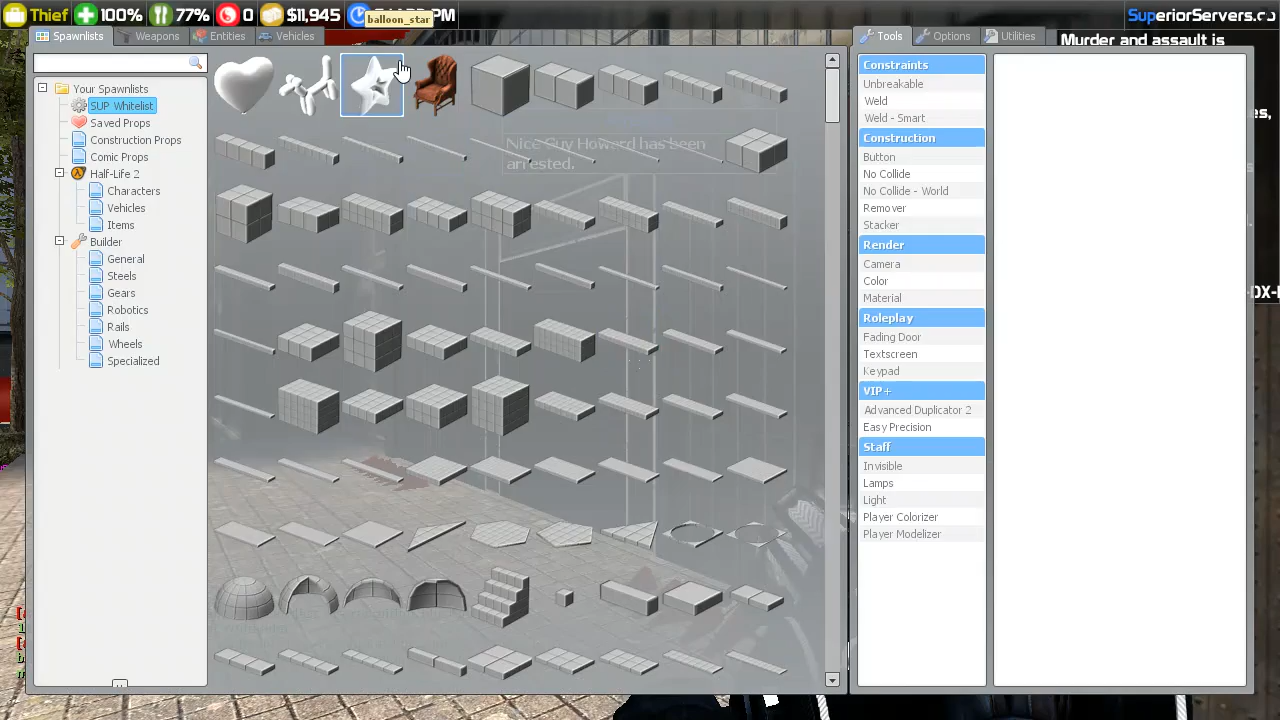 Thief
100%
77%
0
$11,945
PM
balloon_star
SuperiorServers.co
Spawnlists
Weapons
Entities
Vehicles
Tools
Options
Utilities
Murder and assault is
Your Spawnlists
SUP Whitelist
Saved Props
Construction Props
Comic Props
Half-Life 2
Characters
Vehicles
Items
Builder
General
Steels
Gears
Robotics
Rails
Wheels
Specialized
Nice Guy Howard has been
arrested.
Constraints
Unbreakable
Weld
Weld - Smart
Construction
Button
No Collide
No Collide - World
Remover
Stacker
Render
Camera
Color
Material
Roleplay
Fading Door
Textscreen
Keypad
VIP+
Advanced Duplicator 2
Easy Precision
Staff
Invisible
Lamps
Light
Player Colorizer
Player Modelizer